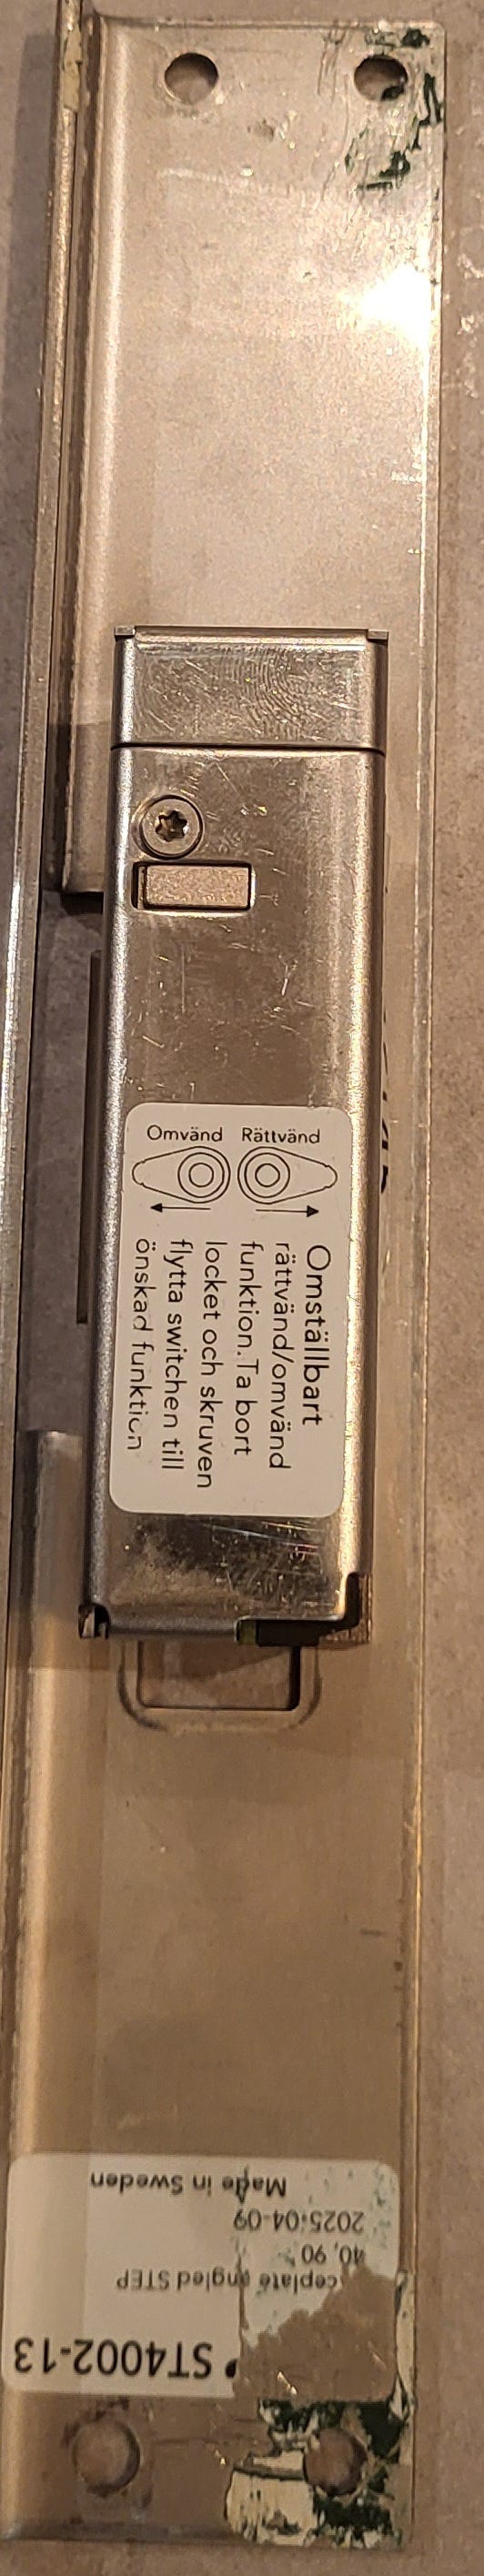 Omvänd Rättvänd
Omställbart
rättvänd/omvänd
funktion. Ta bort
locket och skruven
flytta switchen till
önskad funktion
ST4002-13
ceplate angled STEP
40, 90
2025-04-09
Made in Sweden